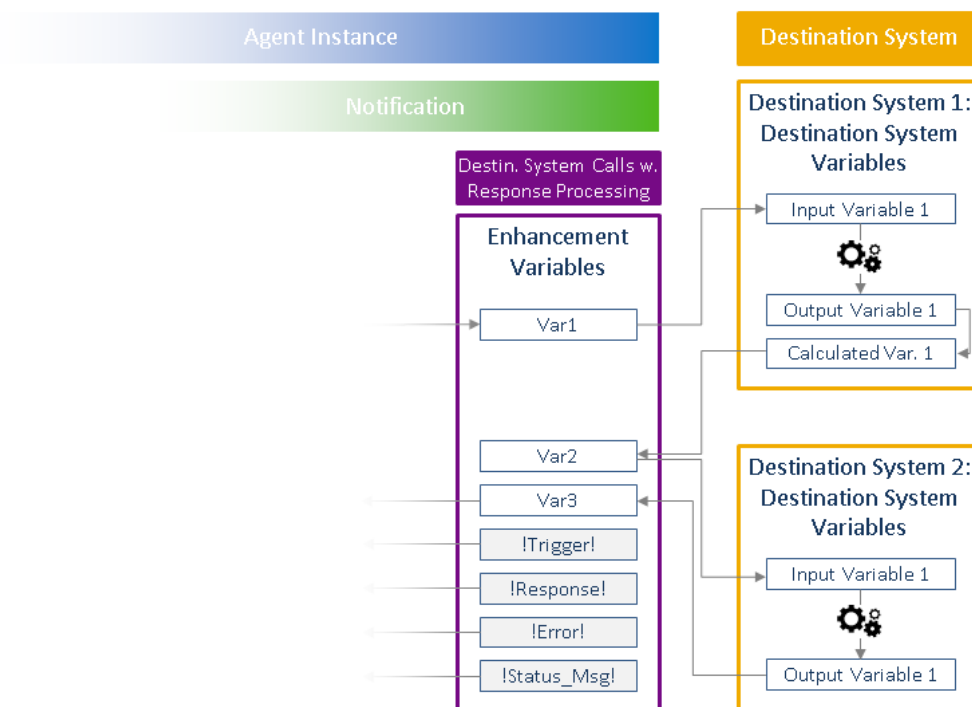 Agent Instance
Notification
Destin. System Calls w.
Response Processing
Enhancement
Variables
Var1
Var2
Var3
!Trigger!
!Response!
!Error!
!Status_Msg!
Destination System
Destination System 1:
Destination System
Variables
Input Variable 1
Output Variable 1
Calculated Var. 1
Destination System 2:
Destination System
Variables
Input Variable 1
Output Variable 1